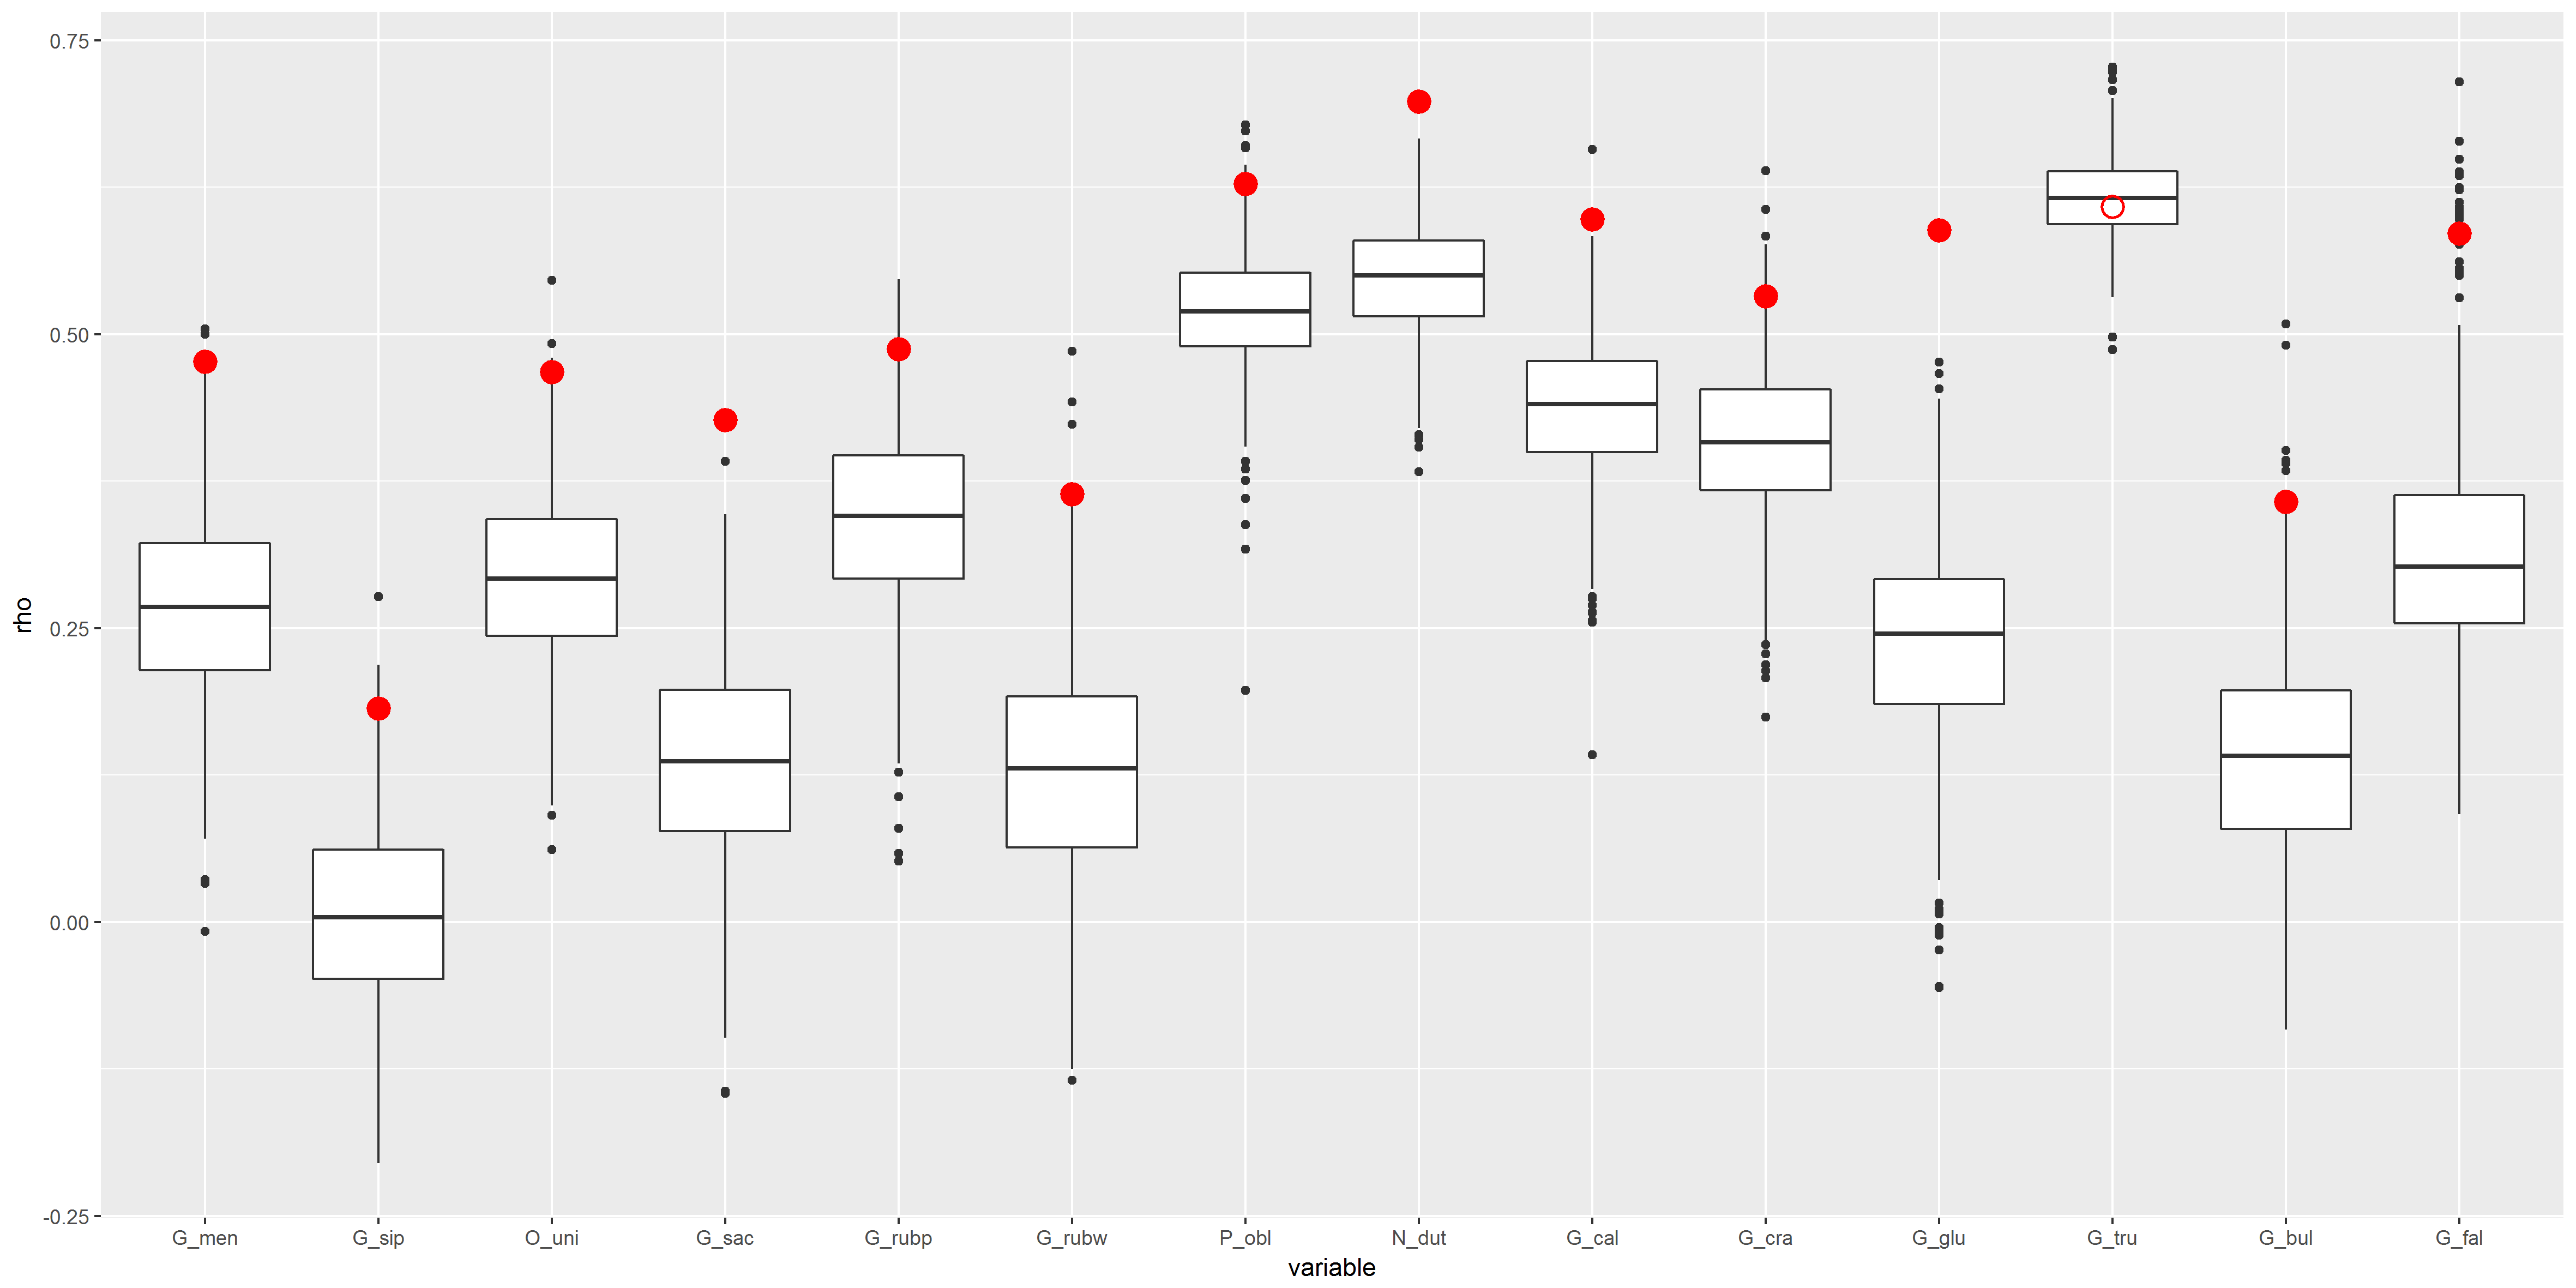 0.75
0.50
0.25
0.00
-0.25
rho
G_men G_sip O_uni G_sac G_rubp G_rubw P_obl N_dut G_cal G_cra G_glu G_tru G_bul G_fal
variable